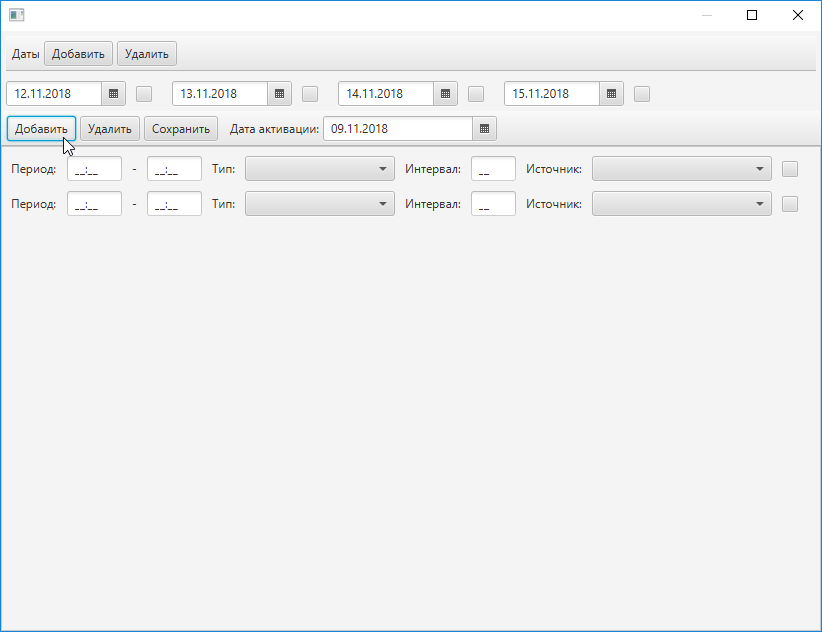 Даты Добавить Удалить
12.11.2018 13.11.2018 14.11.2018 15.11.2018
Добавить Удалить Сохранить Дата активации: 09.11.2018
Период: __:__ - __:__ Тип: Интервал: __ Источник:
Период: __:__ - __:__ Тип: Интервал: __ Источник: